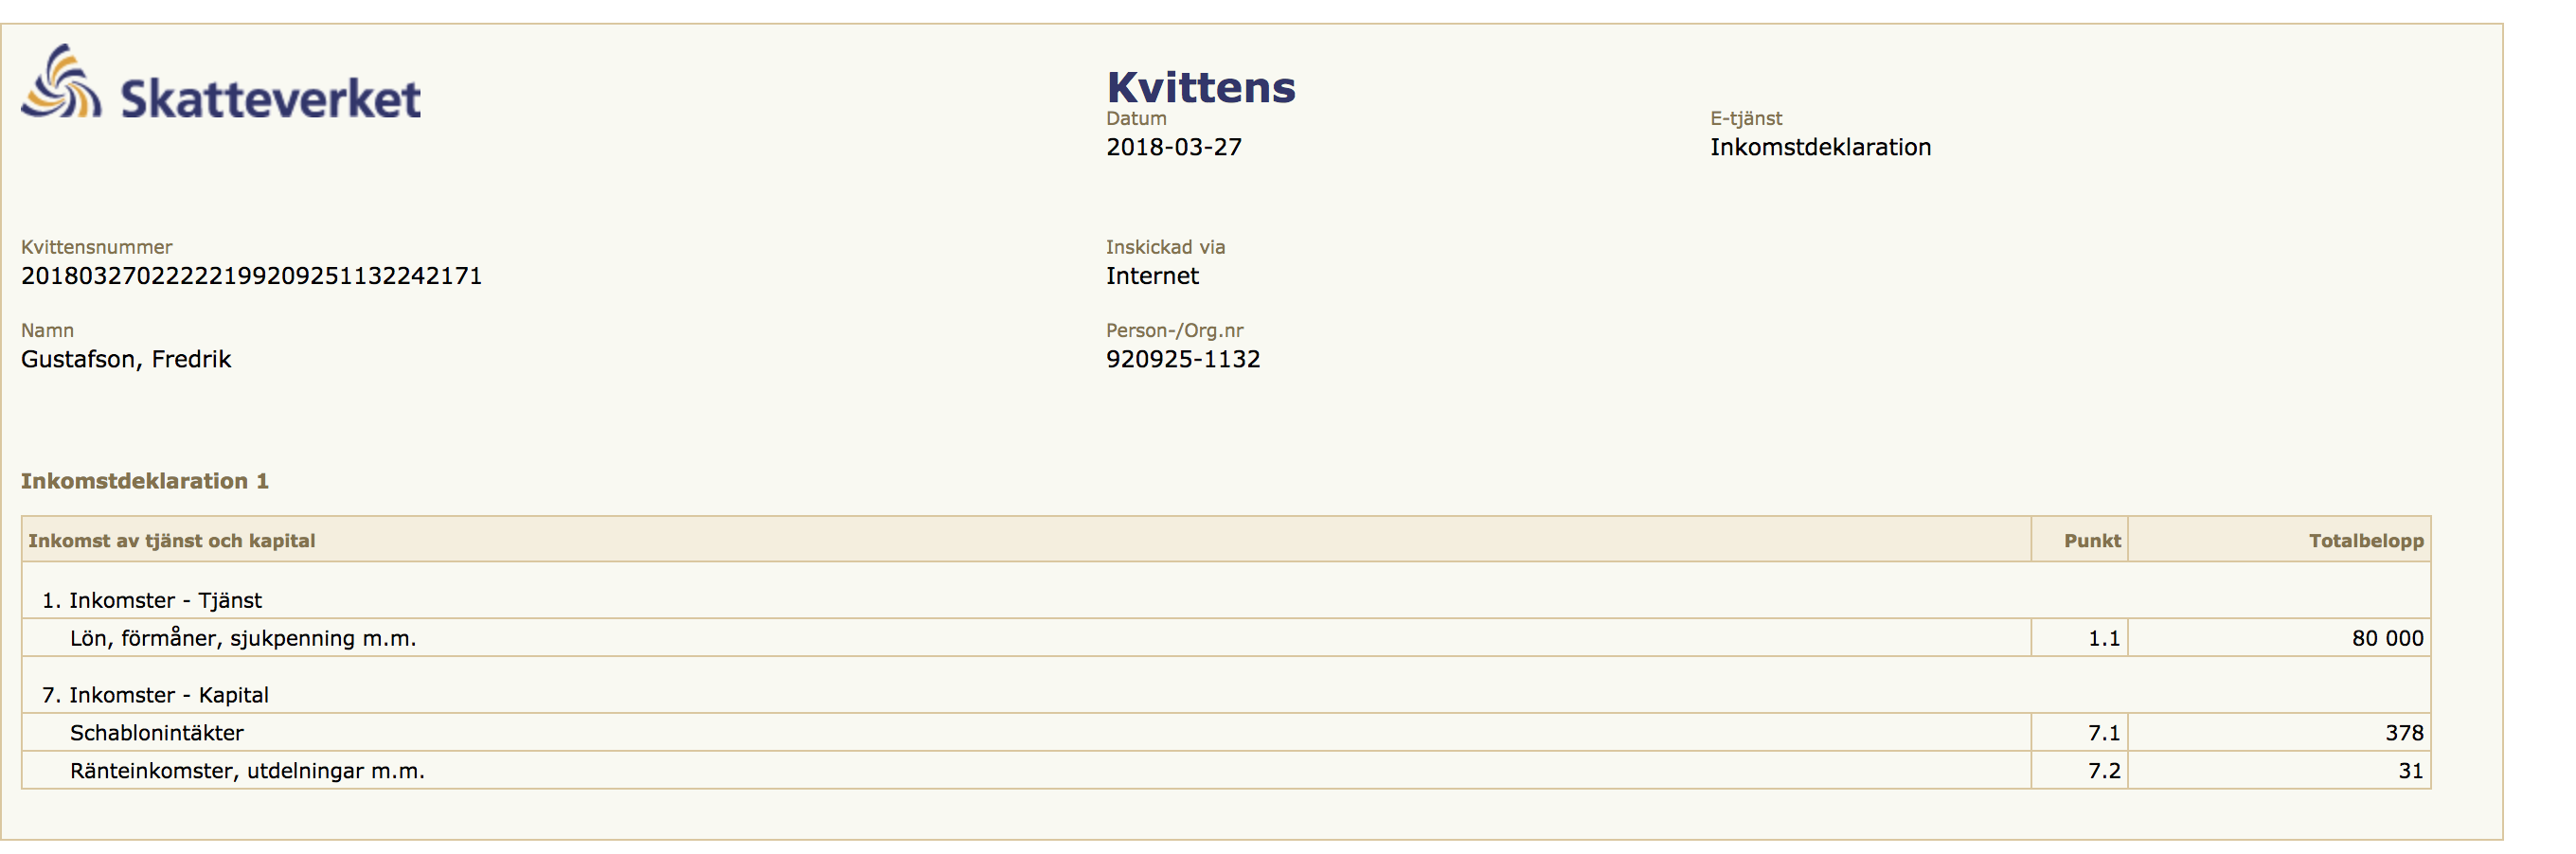 Skatteverket
Kvittens
Datum
E-tjänst
2018-03-27
Inkomstdeklaration
Kvittensnummer
Inskickad via
201803270222221992092511322​42171
Internet
Namn
Person-/Org.nr
Gustafson, Fredrik
920925-1132
Inkomstdeklaration 1
Inkomst av tjänst och kapital Punkt Totalbelopp
1. Inkomster - Tjänst
Lön, förmåner, sjukpenning m.m. 1.1 80 000
7. Inkomster - Kapital
Schablonintäkter 7.1 378
Ränteinkomster, utdelningar m.m. 7.2 31